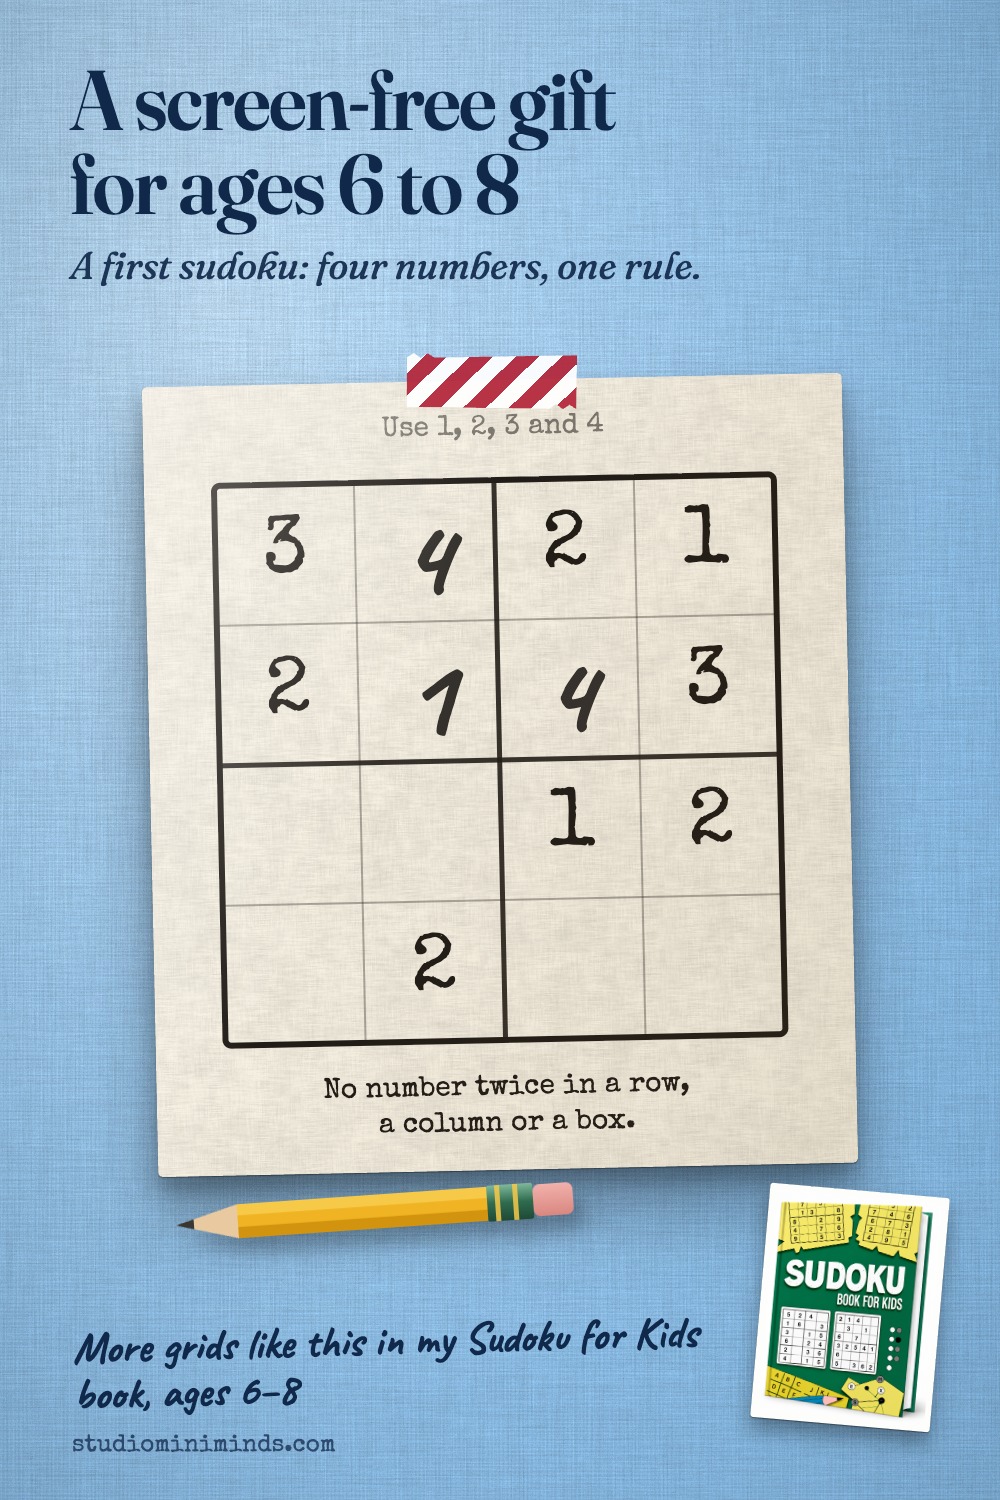 A screen-free gift
for ages 6 to 8
A first sudoku: four numbers, one rule.
Use 1, 2, 3 and 4
3 4 2 1
2 1 4 3
1 2
2
No number twice in a row,
a column or a box.
SUDOKU
BOOK FOR KIDS
More grids like this in my Sudoku for Kids
book, ages 6–8
studiominiminds.com